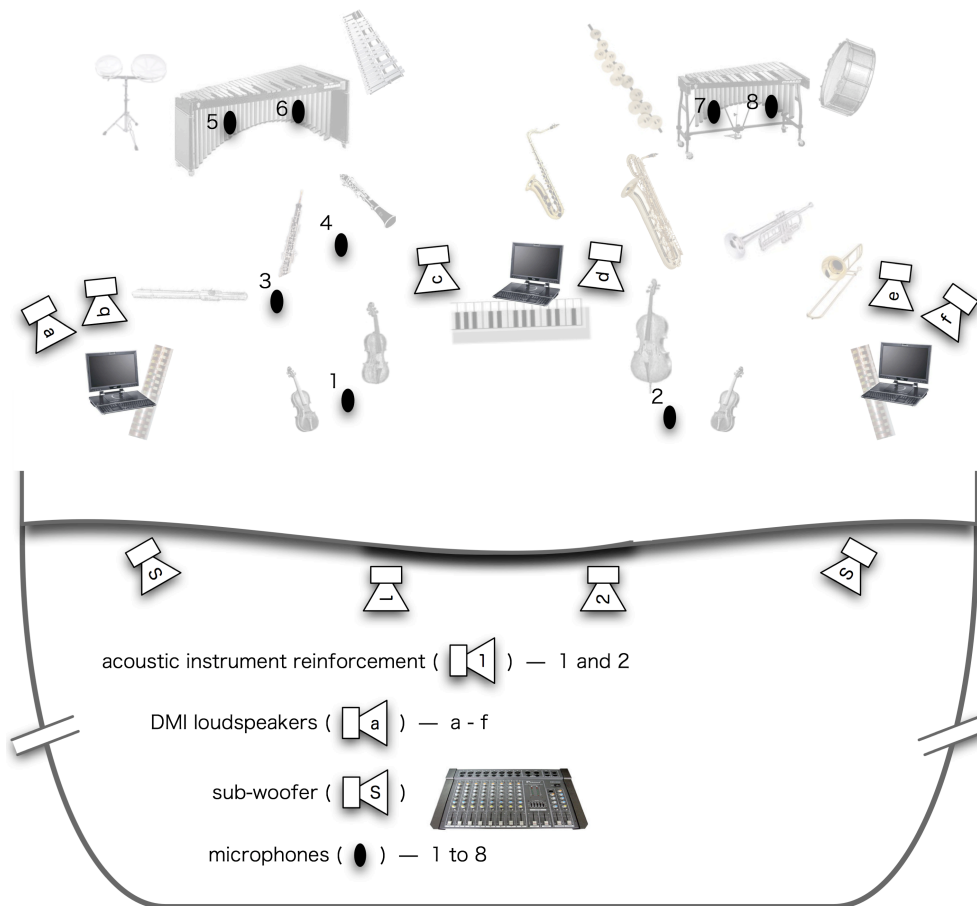 5
6
7
8
4
3
a
b
c
d
e
f
1
2
S
1
2
S
acoustic instrument reinforcement ( 1 ) — 1 and 2
DMI loudspeakers ( a ) — a - f
sub-woofer ( S )
microphones ( ) — 1 to 8